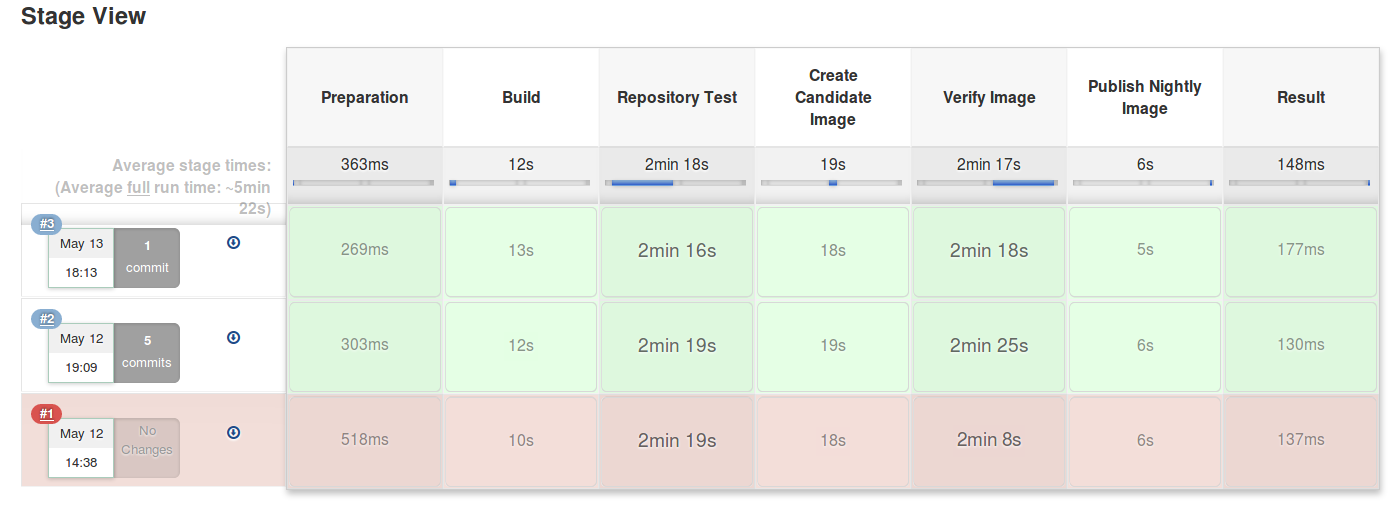 Stage View
Preparation
Build
Repository Test
Create
Candidate
Image
Verify Image
Publish Nightly
Image
Result
Average stage times:
(Average full run time: ~5min
22s)
363ms
12s
2min 18s
19s
2min 17s
6s
148ms
#3
May 13
18:13
1
commit
269ms
13s
2min 16s
18s
2min 18s
5s
177ms
#2
May 12
19:09
5
commits
303ms
12s
2min 19s
19s
2min 25s
6s
130ms
#1
May 12
14:38
No
Changes
518ms
10s
2min 19s
18s
2min 8s
6s
137ms